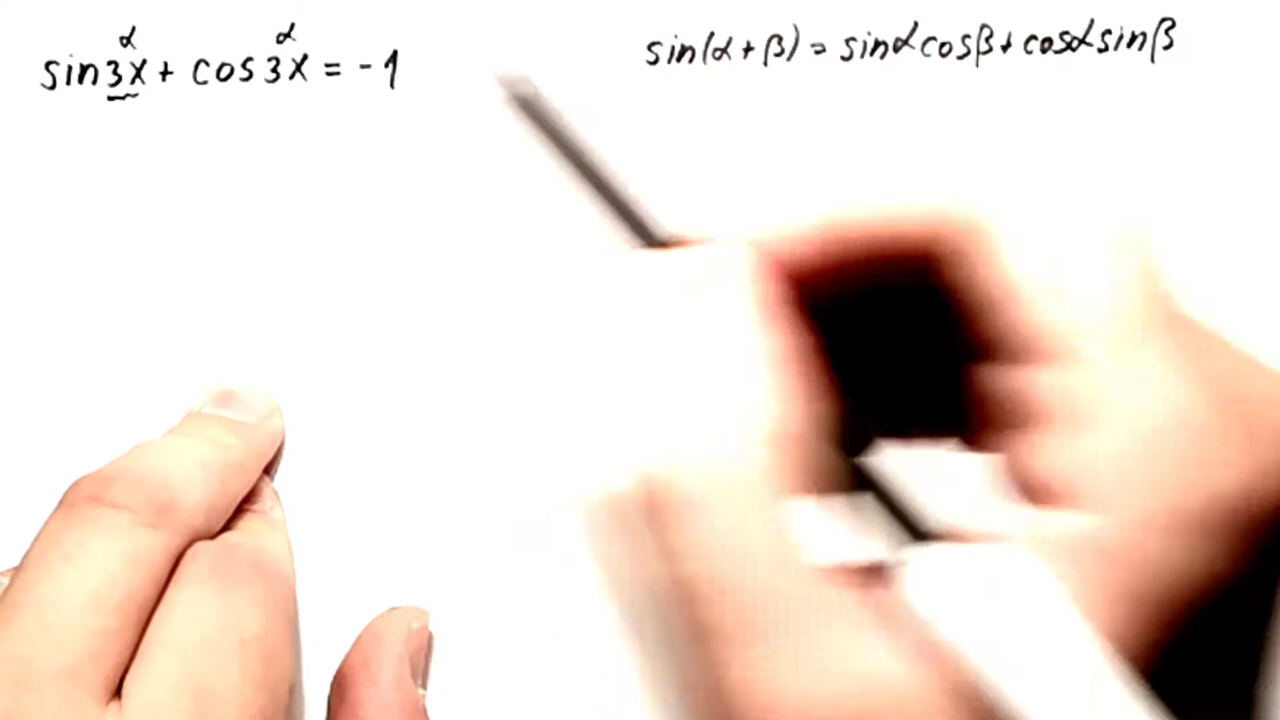 α α
sin3x + cos3x = -1
sin(α+β) = sinαcosβ + cosαsinβ